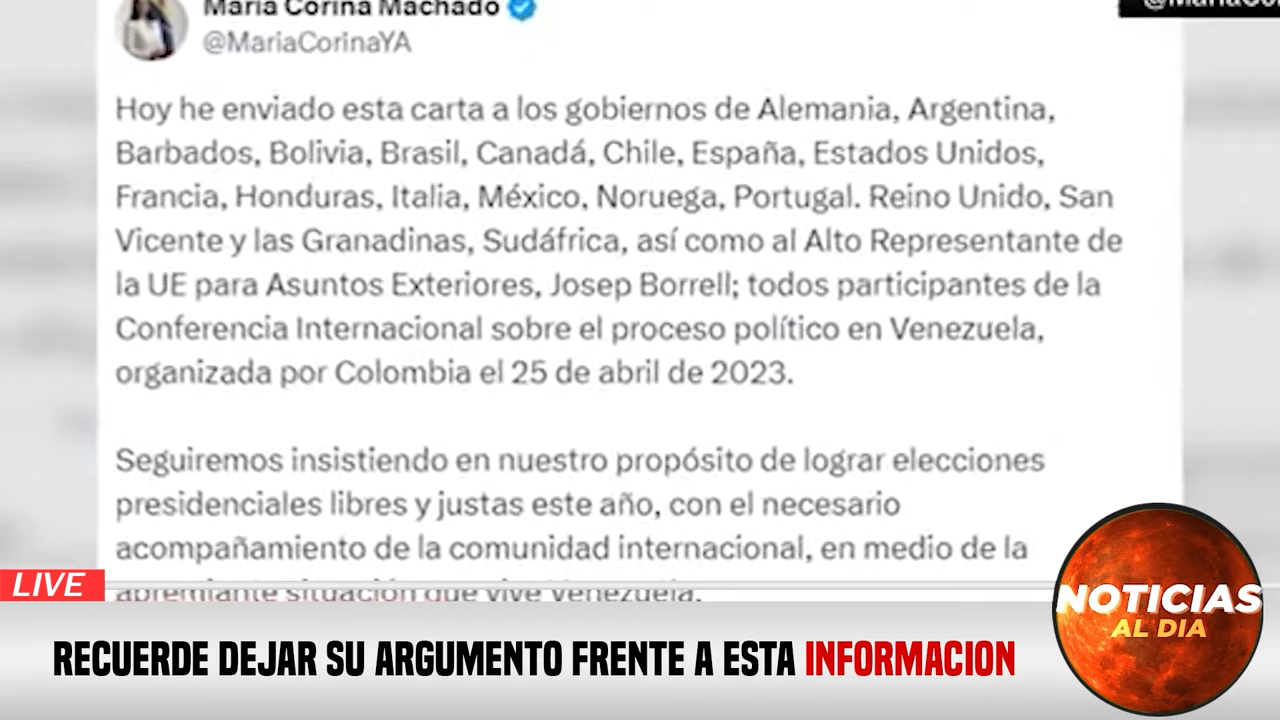 María Corina Machado
@MariaCorinaYA
Hoy he enviado esta carta a los gobiernos de Alemania, Argentina,
Barbados, Bolivia, Brasil, Canadá, Chile, España, Estados Unidos,
Francia, Honduras, Italia, México, Noruega, Portugal. Reino Unido, San
Vicente y las Granadinas, Sudáfrica, así como al Alto Representante de
la UE para Asuntos Exteriores, Josep Borrell; todos participantes de la
Conferencia Internacional sobre el proceso político en Venezuela,
organizada por Colombia el 25 de abril de 2023.
Seguiremos insistiendo en nuestro propósito de lograr elecciones
presidenciales libres y justas este año, con el necesario
acompañamiento de la comunidad internacional, en medio de la
apremiante situación que vive Venezuela.
LIVE
NOTICIAS
AL DIA
RECUERDE DEJAR SU ARGUMENTO FRENTE A ESTA INFORMACION